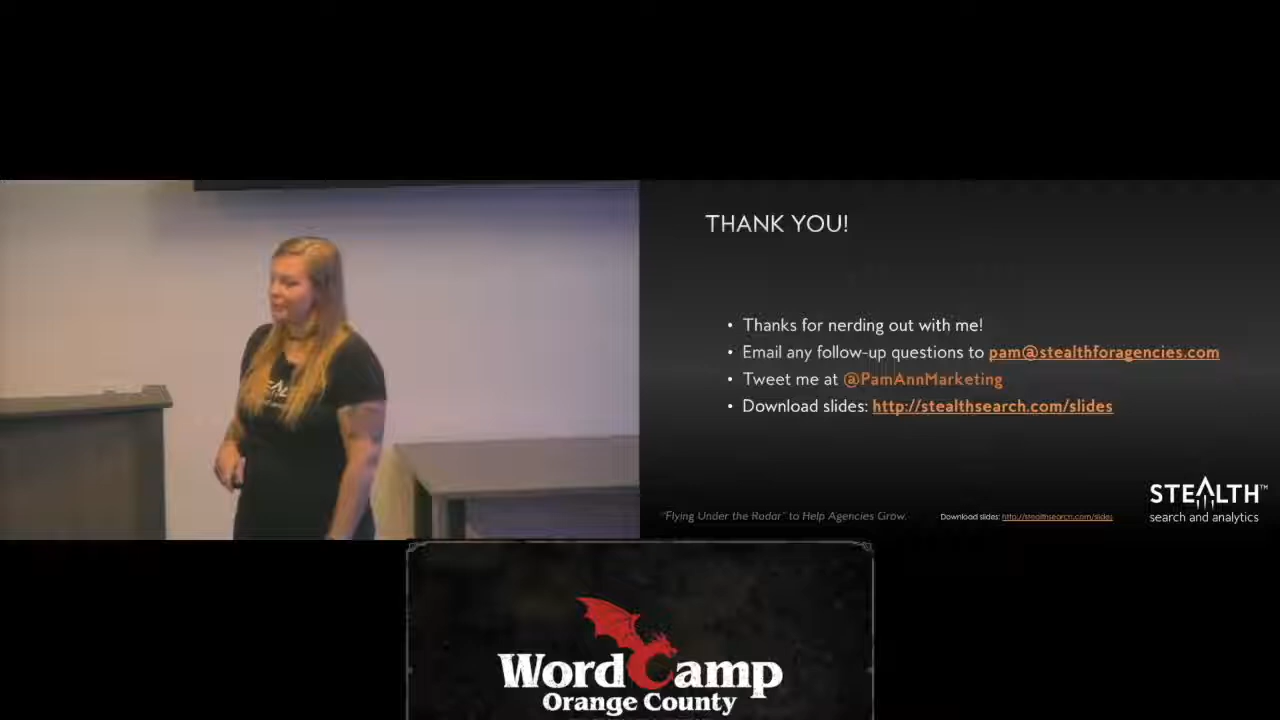 THANK YOU!
• Thanks for nerding out with me!
• Email any follow-up questions to pam@stealthforagencies.com
• Tweet me at @PamAnnMarketing
• Download slides: http://stealthsearch.com/slides
"Flying Under the Radar" to Help Agencies Grow.
Download slides: http://stealthsearch.com/slides
STEALTH™
search and analytics
WordCamp
Orange County